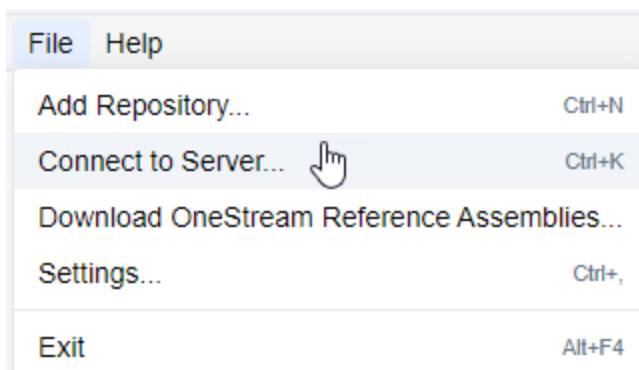 File Help
Add Repository... Ctrl+N
Connect to Server... Ctrl+K
Download OneStream Reference Assemblies...
Settings... Ctrl+,
Exit Alt+F4